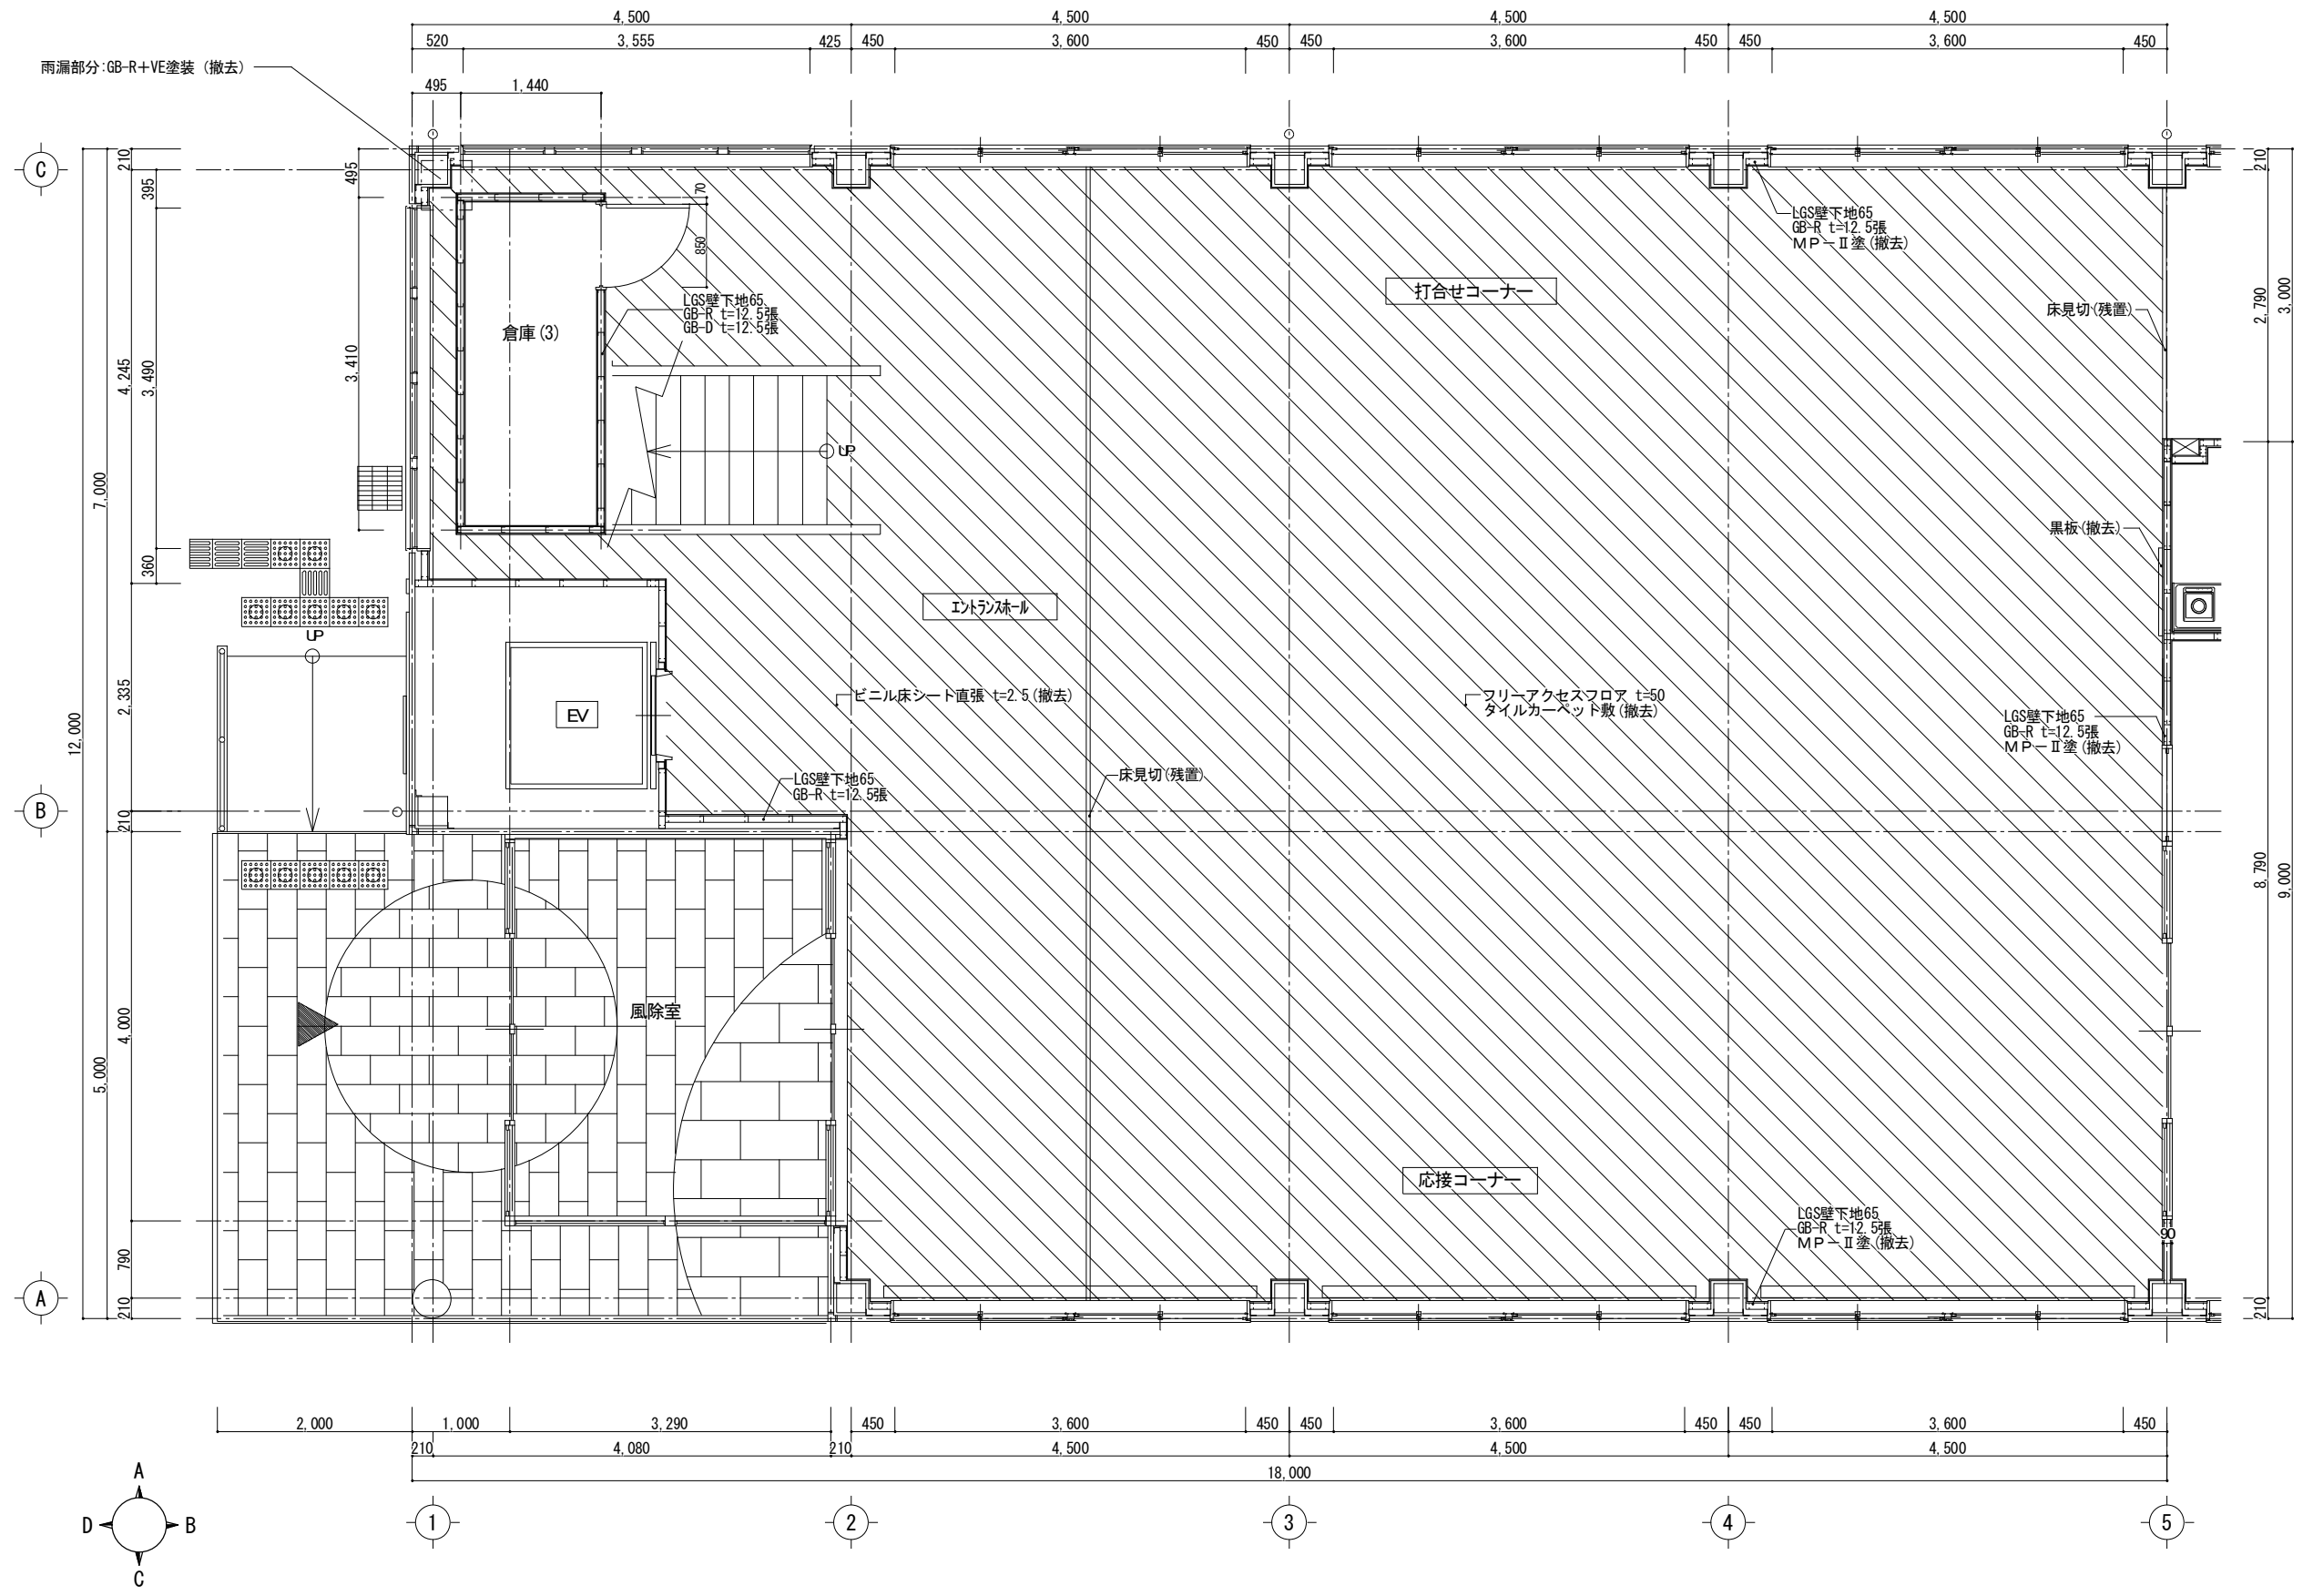 4,500 4,500 4,500 4,500
520 3,555 425 450 3,600 450 450 3,600 450 450 3,600 450
雨漏部分:GB-R+VE塗装 (撤去)
495 1,440
C
210
395
495
70
850
210
LGS壁下地65
GB-R t=12.5張
MP-Ⅱ塗(撤去)
打合せコーナー
LGS壁下地65
GB-R t=12.5張
GB-D t=12.5張
倉庫(3)
床見切(残置)
2,790
3,000
4,245
3,490
3,410
UP
7,000
黒板(撤去)
360
エントランスホール
UP
2,335
12,000
EV
ビニル床シート直張 t=2.5(撤去)
フリーアクセスフロア t=50
タイルカーペット敷(撤去)
LGS壁下地65
GB-R t=12.5張
MP-Ⅱ塗(撤去)
床見切(残置)
LGS壁下地65
GB-R t=12.5張
B
210
8,790
9,000
風除室
4,000
5,000
応接コーナー
LGS壁下地65
GB-R t=12.5張
MP-Ⅱ塗(撤去)
90
790
A
210
210
2,000 1,000 3,290 450 3,600 450 450 3,600 450 450 3,600 450
210 4,080 210 4,500 4,500 4,500
18,000
A
D B
C
1 2 3 4 5